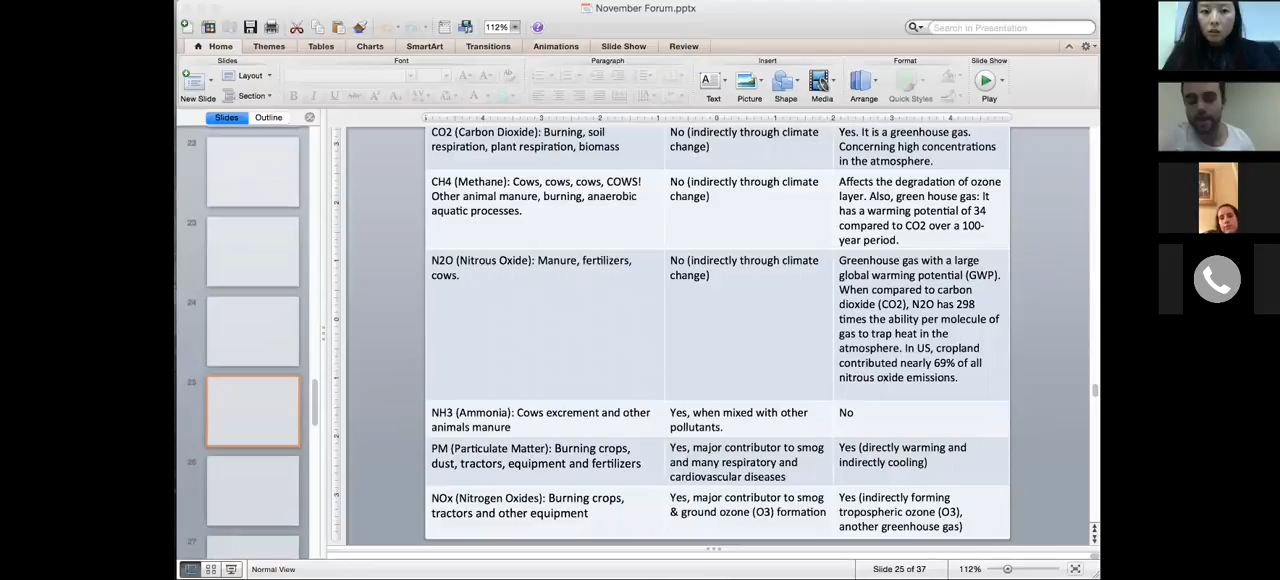 November Forum.pptx
112%
Search in Presentation
Home Themes Tables Charts SmartArt Transitions Animations Slide Show Review
Slides Font Paragraph Insert Format Slide Show
New Slide Layout Section Text Picture Shape Media Arrange Quick Styles Play
Slides Outline
CO2 (Carbon Dioxide): Burning, soil
respiration, plant respiration, biomass
No (indirectly through climate
change)
Yes. It is a greenhouse gas.
Concerning high concentrations
in the atmosphere.
CH4 (Methane): Cows, cows, cows, COWS!
Other animal manure, burning, anaerobic
aquatic processes.
No (indirectly through climate
change)
Affects the degradation of ozone
layer. Also, green house gas: It
has a warming potential of 34
compared to CO2 over a 100-
year period.
N2O (Nitrous Oxide): Manure, fertilizers,
cows.
No (indirectly through climate
change)
Greenhouse gas with a large
global warming potential (GWP).
When compared to carbon
dioxide (CO2), N2O has 298
times the ability per molecule of
gas to trap heat in the
atmosphere. In US, cropland
contributed nearly 69% of all
nitrous oxide emissions.
NH3 (Ammonia): Cows excrement and other
animals manure
Yes, when mixed with other
pollutants.
No
PM (Particulate Matter): Burning crops,
dust, tractors, equipment and fertilizers
Yes, major contributor to smog
and many respiratory and
cardiovascular diseases
Yes (directly warming and
indirectly cooling)
NOx (Nitrogen Oxides): Burning crops,
tractors and other equipment
Yes, major contributor to smog
& ground ozone (O3) formation
Yes (indirectly forming
tropospheric ozone (O3),
another greenhouse gas)
22
23
24
25
26
27
Normal View
Slide 25 of 37
112%